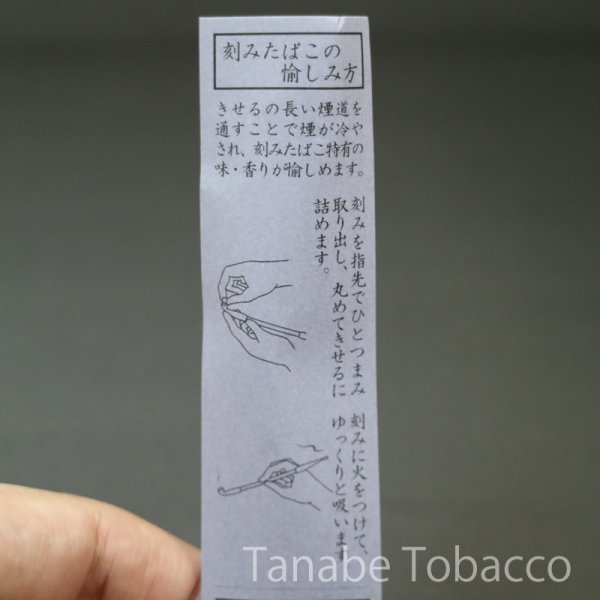 刻みたばこの
愉しみ方
きせるの長い煙道を
通すことで煙が冷や
され、刻みたばこ特有の
味・香りが愉しめます。
刻みを指先でひとつまみ
取り出し、丸めてきせるに
詰めます。
刻みに火をつけて、
ゆっくりと吸います
Tanabe Tobacco